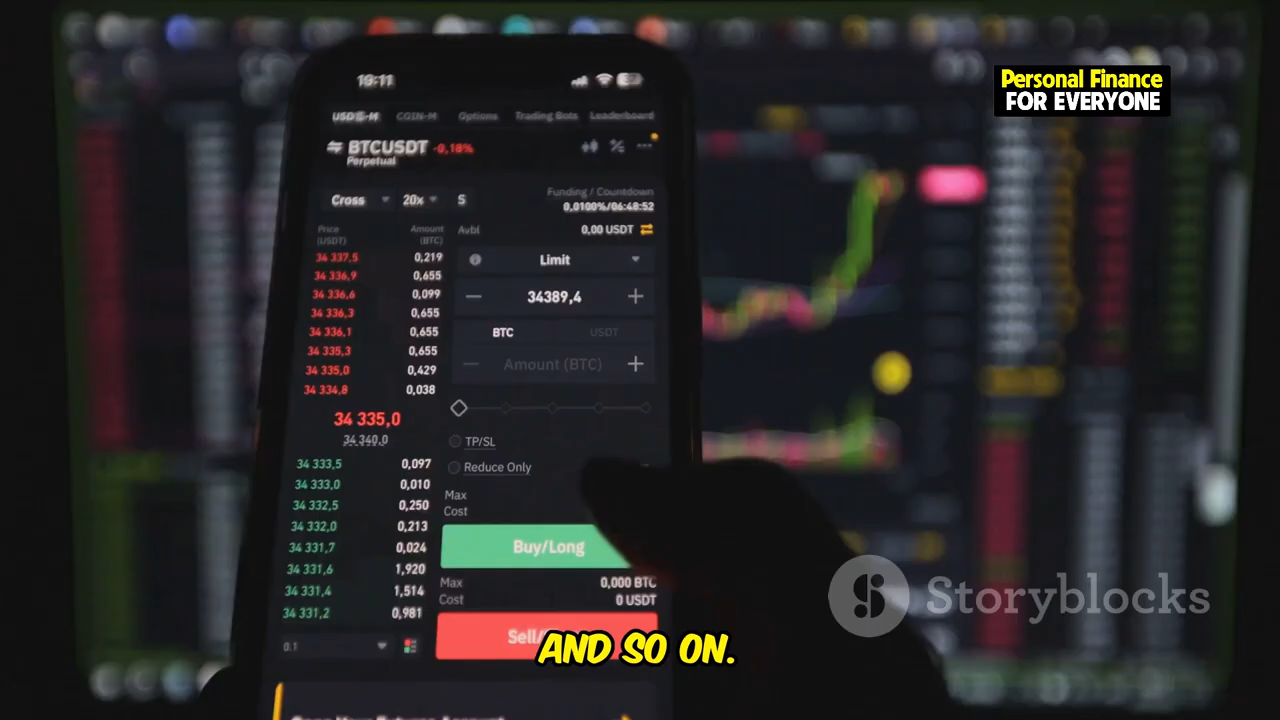 Personal Finance
FOR EVERYONE
19:11
COIN-M Options Trading Bots Leaderboard
BTCUSDT -0,18%
Perpetual
Funding / Countdown
0,0100%/06:48:52
Cross 20x S
Price
(USDT)
Amount
(BTC)
Avbl 0,00 USDT
34 337,5 0,219
34 336,9 0,655
34 336,6 0,099
34 336,3 0,655
34 336,1 0,655
34 335,3 0,655
34 335,0 0,429
34 334,8 0,038
Limit
34389,4
BTC USDT
Amount (BTC)
34 335,0
34 340,0
TP/SL
Reduce Only
34 333,5 0,097
34 333,0 0,010
34 332,5 0,250
34 332,0 0,213
34 331,7 0,024
34 331,6 1,920
34 331,4 1,514
34 331,2 0,981
0.1
Max
Cost
Buy/Long
Max 0,000 BTC
Cost 0 USDT
AND SO ON.
Storyblocks